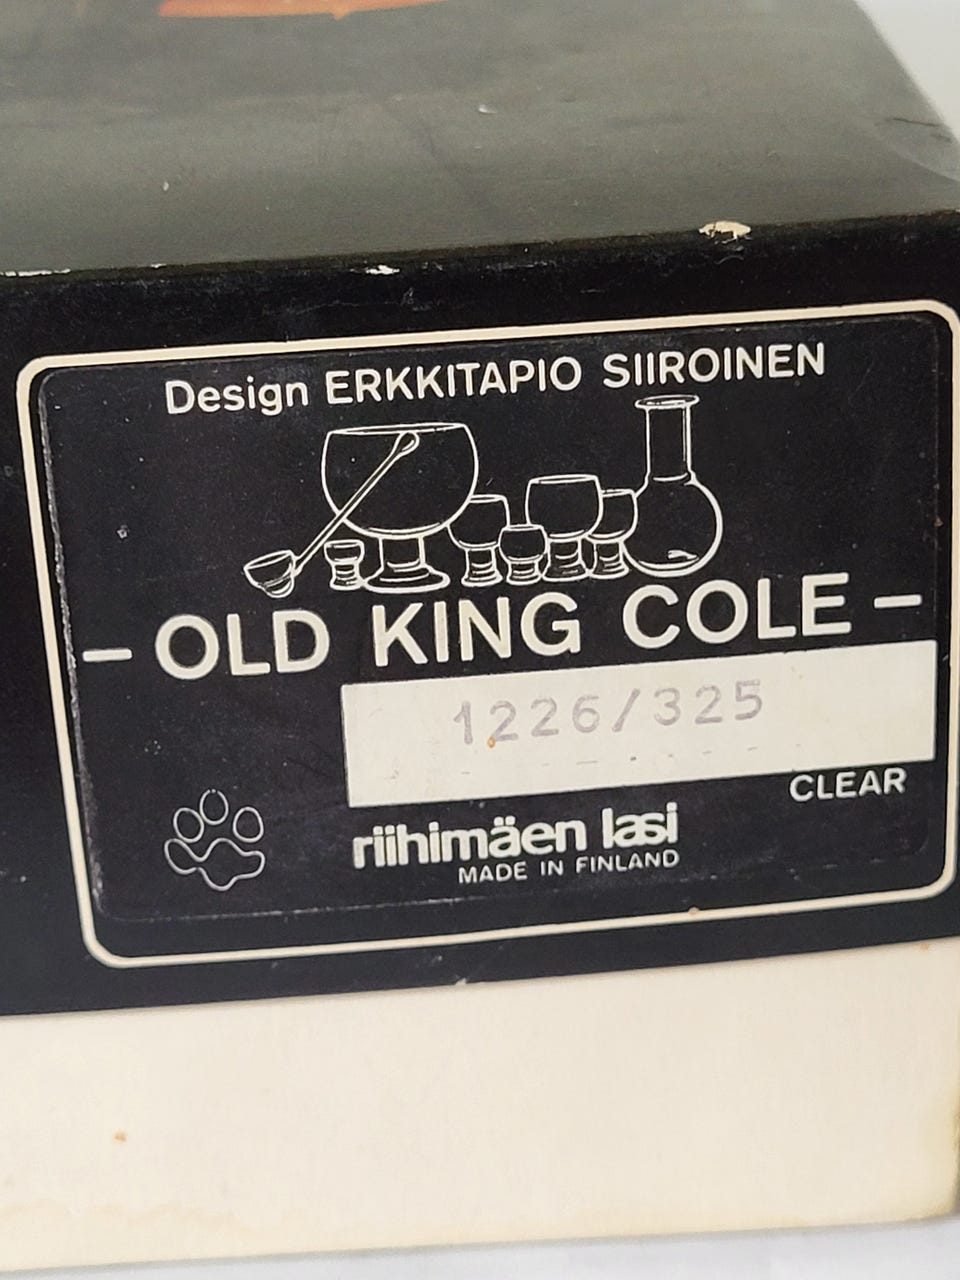 Design ERKKITAPIO SIIROINEN
- OLD KING COLE -
1226/325
CLEAR
riihimäen lasi
MADE IN FINLAND